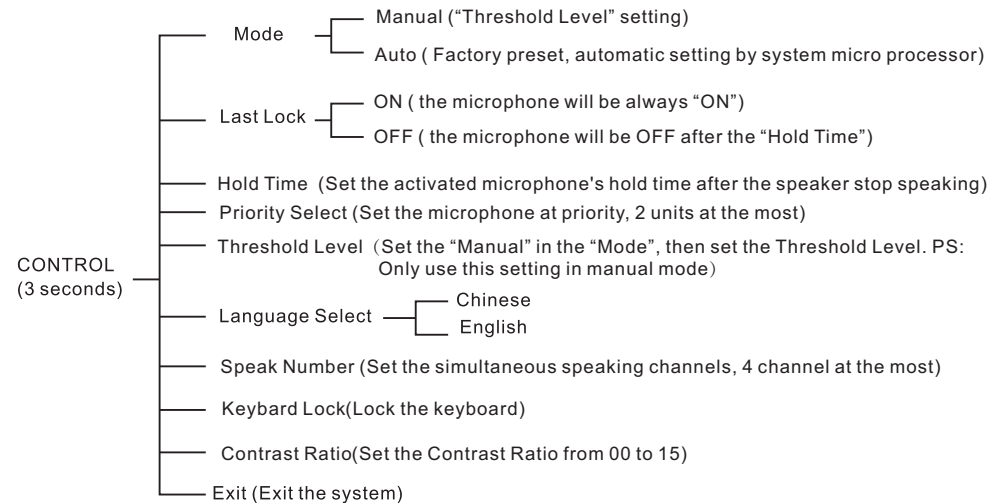 Mode
Manual (“Threshold Level” setting)
Auto ( Factory preset, automatic setting by system micro processor)
Last Lock
ON ( the microphone will be always “ON”)
OFF ( the microphone will be OFF after the “Hold Time”)
Hold Time (Set the activated microphone's hold time after the speaker stop speaking)
Priority Select (Set the microphone at priority, 2 units at the most)
Threshold Level (Set the “Manual” in the “Mode”, then set the Threshold Level. PS:
Only use this setting in manual mode)
CONTROL
(3 seconds)
Language Select
Chinese
English
Speak Number (Set the simultaneous speaking channels, 4 channel at the most)
Keybard Lock(Lock the keyboard)
Contrast Ratio(Set the Contrast Ratio from 00 to 15)
Exit (Exit the system)